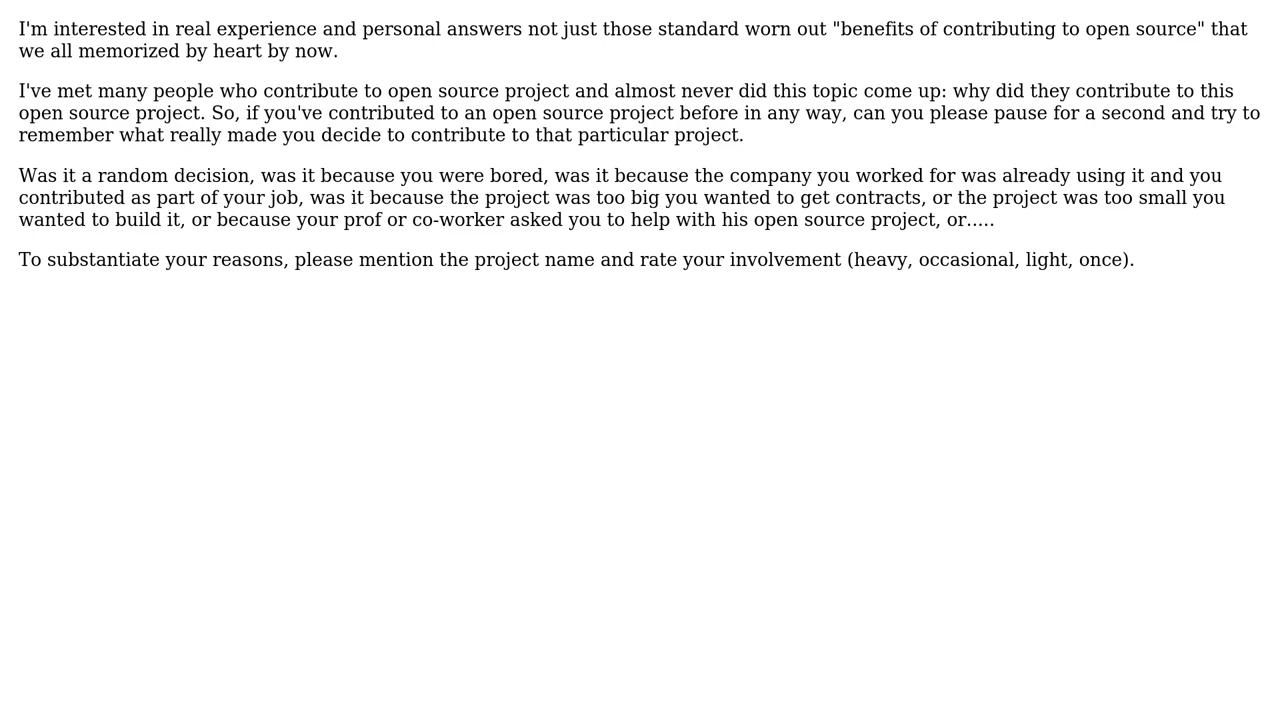 I'm interested in real experience and personal answers not just those standard worn out "benefits of contributing to open source" that
we all memorized by heart by now.
I've met many people who contribute to open source project and almost never did this topic come up: why did they contribute to this
open source project. So, if you've contributed to an open source project before in any way, can you please pause for a second and try to
remember what really made you decide to contribute to that particular project.
Was it a random decision, was it because you were bored, was it because the company you worked for was already using it and you
contributed as part of your job, was it because the project was too big you wanted to get contracts, or the project was too small you
wanted to build it, or because your prof or co-worker asked you to help with his open source project, or.....
To substantiate your reasons, please mention the project name and rate your involvement (heavy, occasional, light, once).